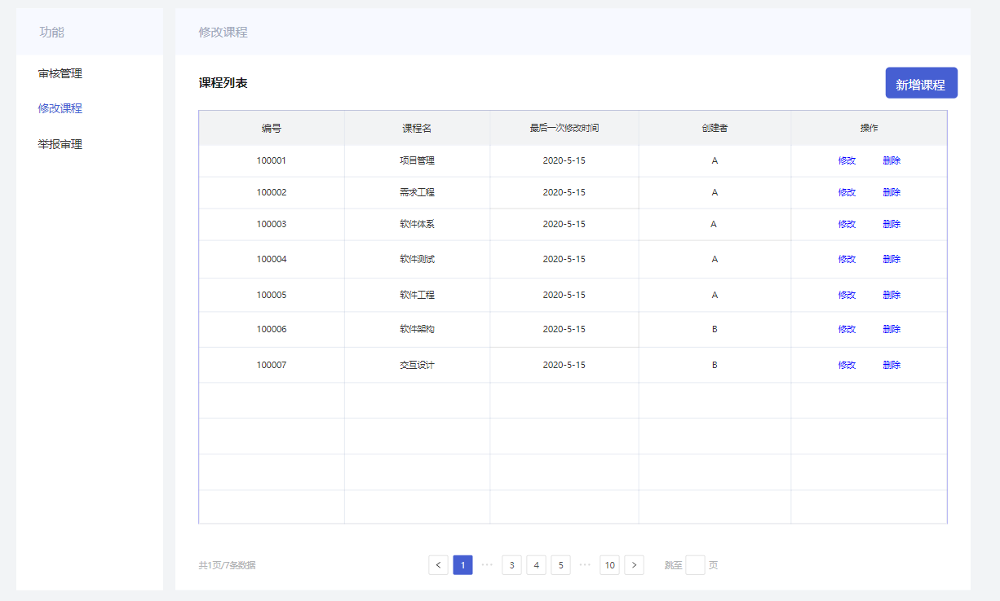 功能
审核管理
修改课程
举报审理
修改课程
课程列表 新增课程
编号 课程名 最后一次修改时间 创建者 操作
100001 项目管理 2020-5-15 A 修改 删除
100002 需求工程 2020-5-15 A 修改 删除
100003 软件体系 2020-5-15 A 修改 删除
100004 软件测试 2020-5-15 A 修改 删除
100005 软件工程 2020-5-15 A 修改 删除
100006 软件架构 2020-5-15 B 修改 删除
100007 交互设计 2020-5-15 B 修改 删除
共1页/7条数据 < 1 ··· 3 4 5 ··· 10 > 跳至 页